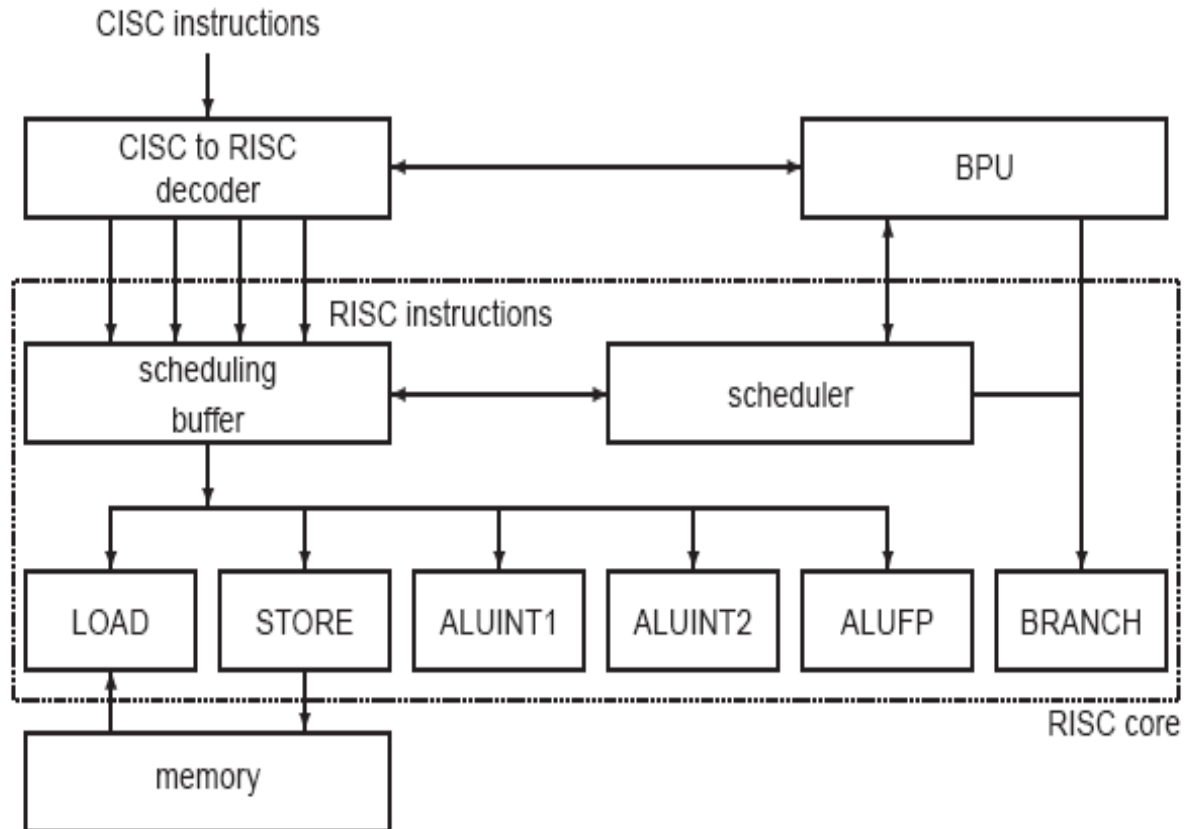 CISC instructions
CISC to RISC
decoder
BPU
RISC instructions
scheduling
buffer
scheduler
LOAD
STORE
ALUINT1
ALUINT2
ALUFP
BRANCH
RISC core
memory